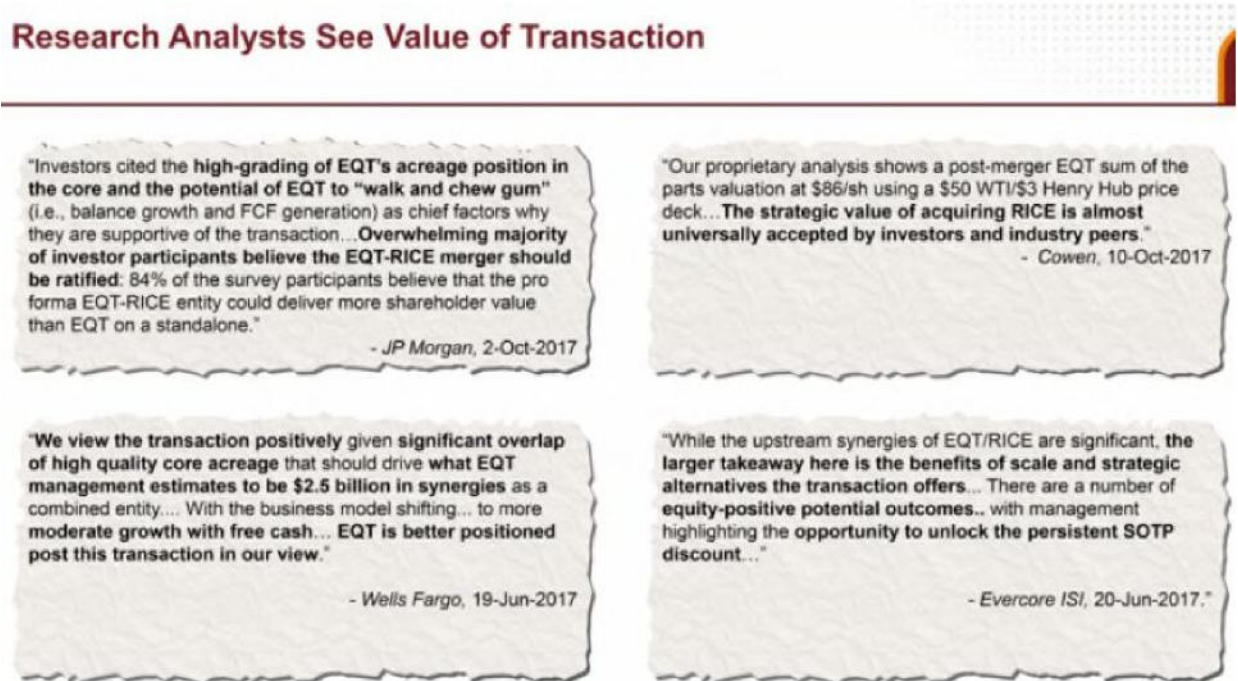 Research Analysts See Value of Transaction
"Investors cited the high-grading of EQT's acreage position in
the core and the potential of EQT to "walk and chew gum"
(i.e., balance growth and FCF generation) as chief factors why
they are supportive of the transaction...Overwhelming majority
of investor participants believe the EQT-RICE merger should
be ratified: 84% of the survey participants believe that the pro
forma EQT-RICE entity could deliver more shareholder value
than EQT on a standalone."
- JP Morgan, 2-Oct-2017
"Our proprietary analysis shows a post-merger EQT sum of the
parts valuation at $86/sh using a $50 WTI/$3 Henry Hub price
deck...The strategic value of acquiring RICE is almost
universally accepted by investors and industry peers."
- Cowen, 10-Oct-2017
"We view the transaction positively given significant overlap
of high quality core acreage that should drive what EQT
management estimates to be $2.5 billion in synergies as a
combined entity.... With the business model shifting... to more
moderate growth with free cash... EQT is better positioned
post this transaction in our view."
- Wells Fargo, 19-Jun-2017
"While the upstream synergies of EQT/RICE are significant, the
larger takeaway here is the benefits of scale and strategic
alternatives the transaction offers... There are a number of
equity-positive potential outcomes.. with management
highlighting the opportunity to unlock the persistent SOTP
discount..."
- Evercore ISI, 20-Jun-2017."